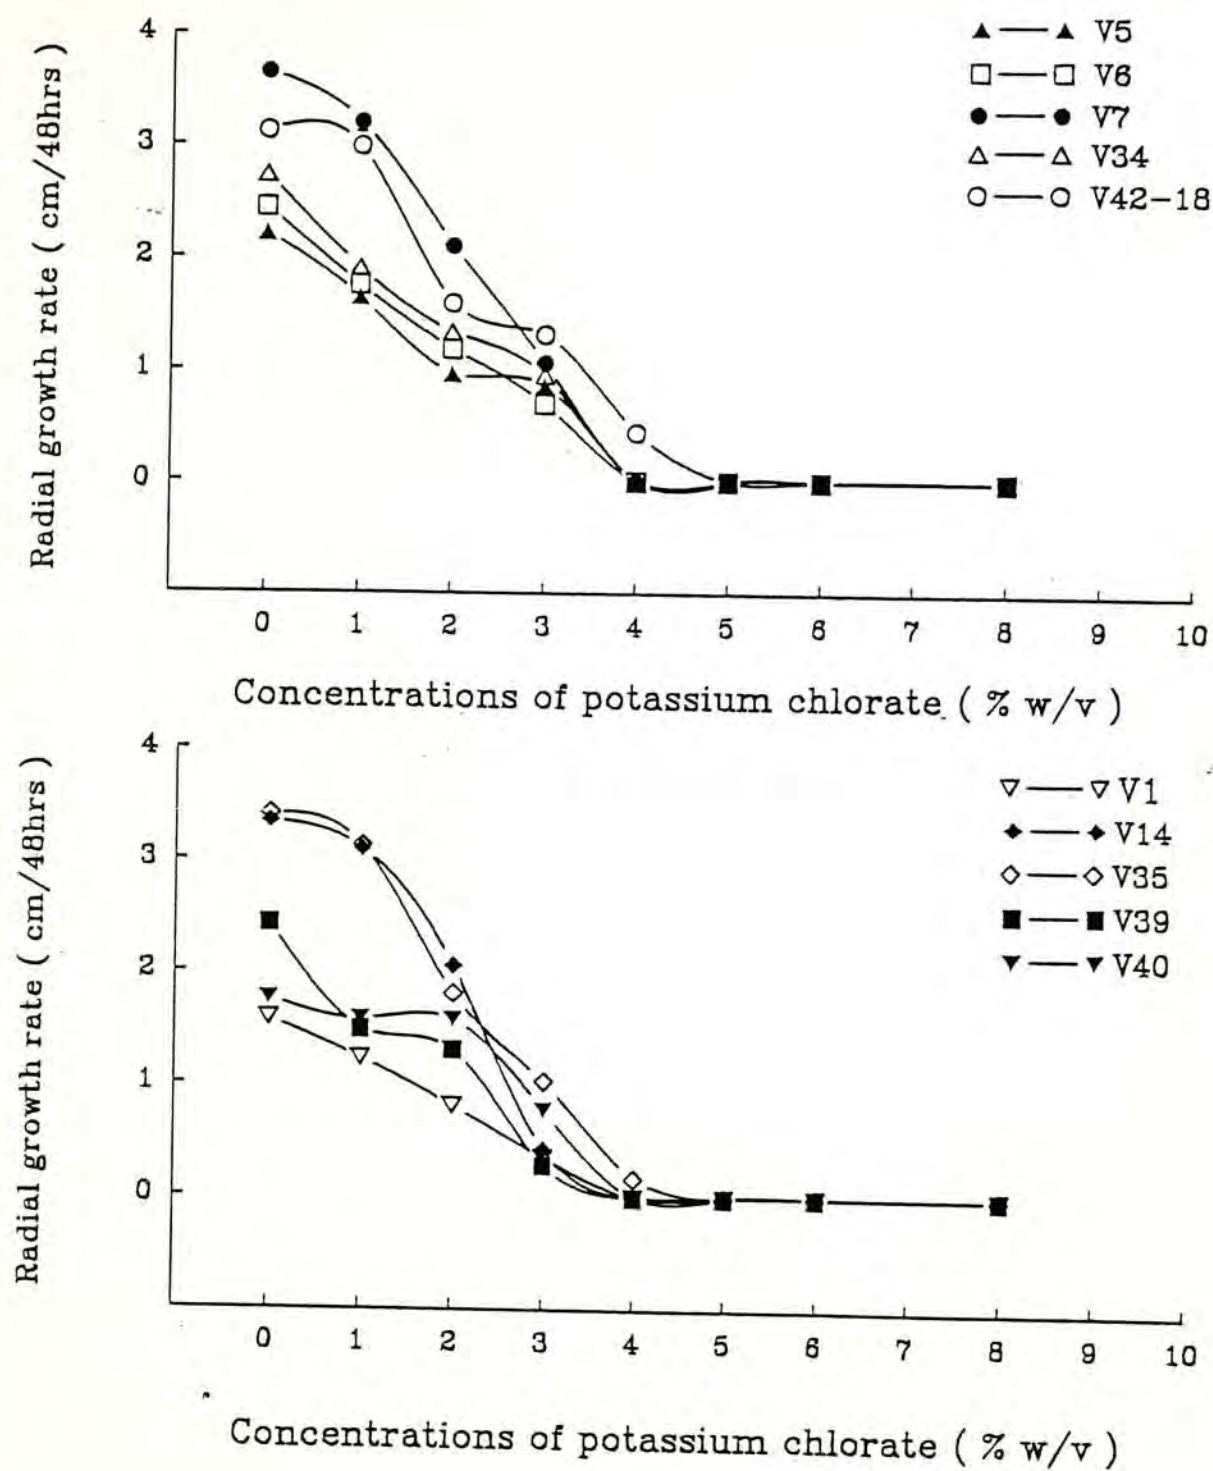 4
3
2
1
0
Radial growth rate ( cm/48hrs )
V5
V6
V7
V34
V42-18
0 1 2 3 4 5 6 7 8 9 10
Concentrations of potassium chlorate ( % w/v )
4
3
2
1
0
Radial growth rate ( cm/48hrs )
V1
V14
V35
V39
V40
0 1 2 3 4 5 6 7 8 9 10
Concentrations of potassium chlorate ( % w/v )